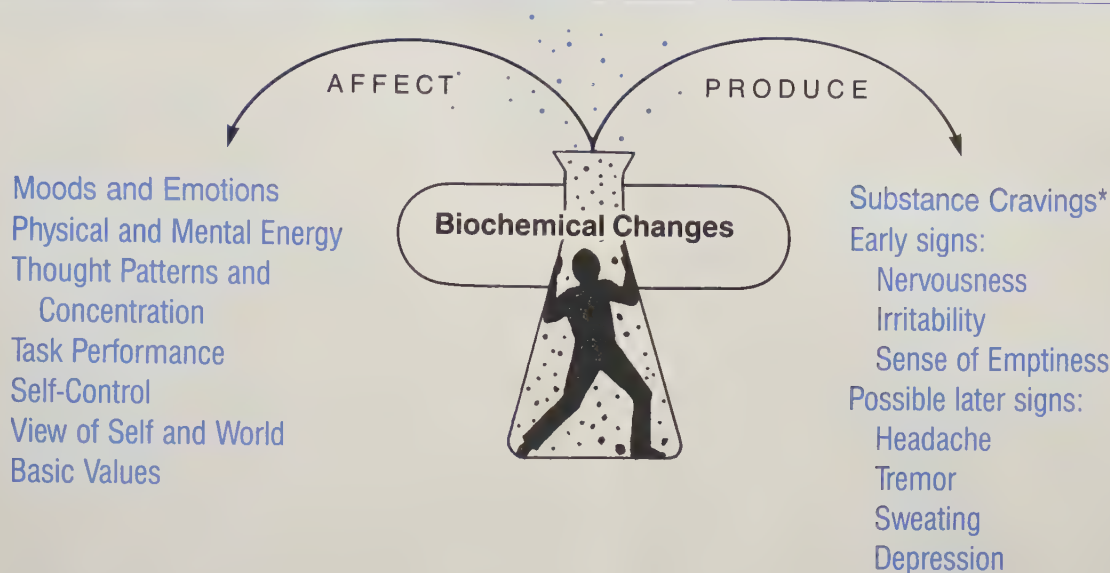 AFFECT
PRODUCE
Biochemical Changes
Moods and Emotions
Physical and Mental Energy
Thought Patterns and
Concentration
Task Performance
Self-Control
View of Self and World
Basic Values
Substance Cravings*
Early signs:
Nervousness
Irritability
Sense of Emptiness
Possible later signs:
Headache
Tremor
Sweating
Depression